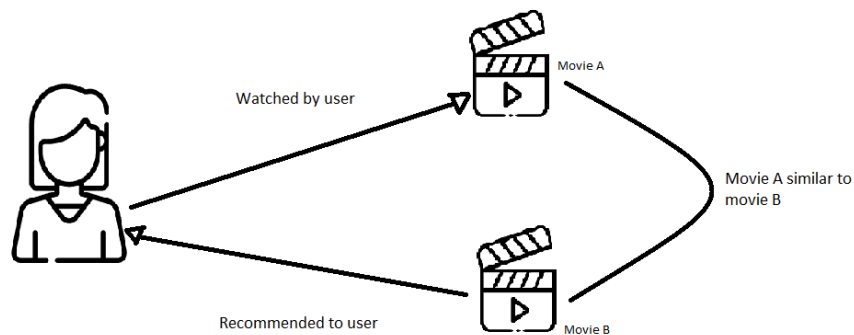 Movie A
Watched by user
Movie A similar to
movie B
Recommended to user
Movie B